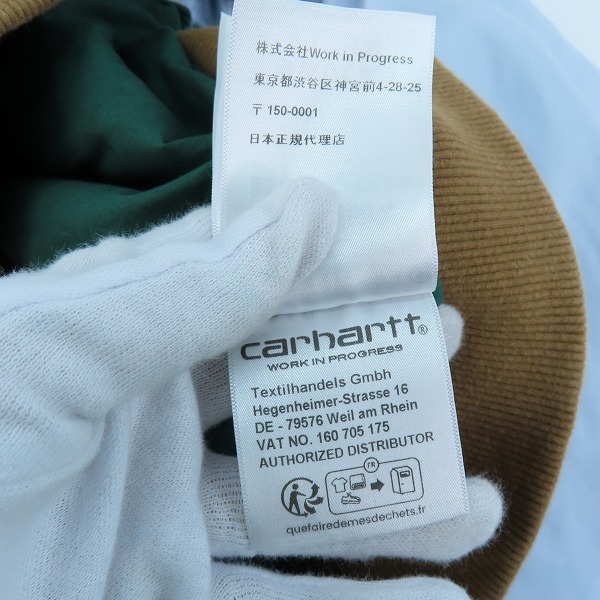 株式会社Work in Progress
東京都渋谷区神宮前4-28-25
〒150-0001
日本正規代理店
carhartt®
WORK IN PROGRESS
Textilhandels Gmbh
Hegenheimer-Strasse 16
DE - 79576 Weil am Rhein
VAT NO. 160 705 175
AUTHORIZED DISTRIBUTOR
FR
quefairedemesdechets.fr